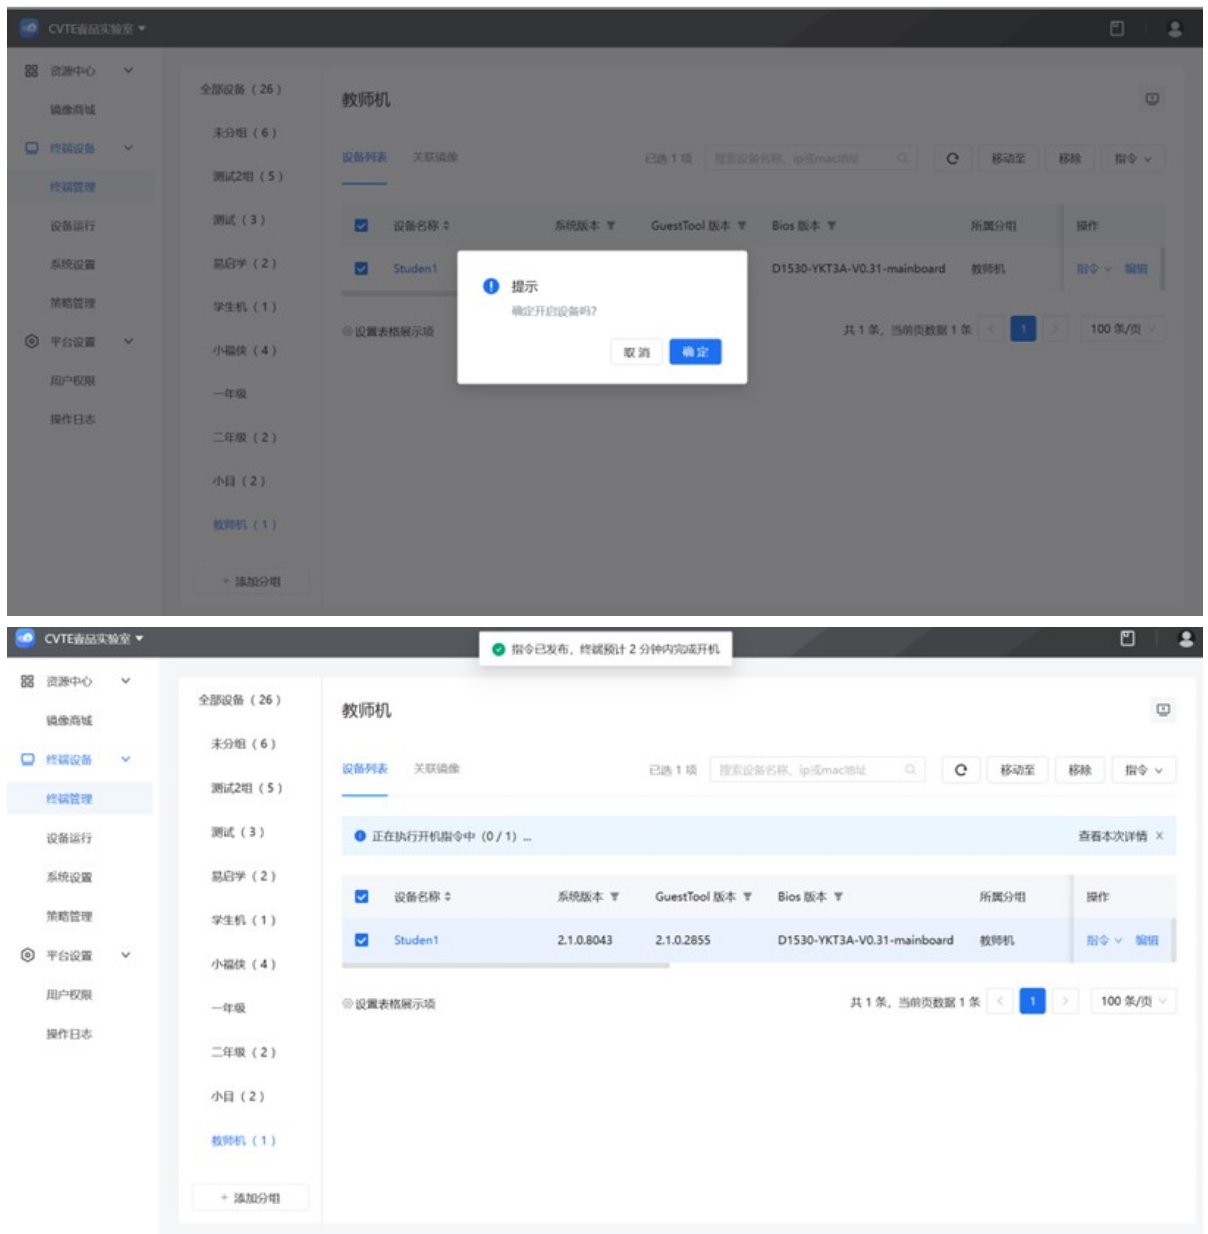 CVTE壹品实验室
资源中心
镜像商城
终端设备
终端管理
设备运行
系统设置
策略管理
平台设置
用户权限
操作日志
全部设备 ( 26 )
未分组 ( 6 )
测试2组 ( 5 )
测试 ( 3 )
易启学 ( 2 )
学生机 ( 1 )
小福侠 ( 4 )
一年级
二年级 ( 2 )
小目 ( 2 )
教师机 ( 1 )
+ 添加分组
教师机
设备列表 关联镜像 已选 1 项 搜索设备名称、ip或mac地址 移动至 移除 指令
设备名称 系统版本 GuestTool 版本 Bios 版本 所属分组 操作
Studen1 D1530-YKT3A-V0.31-mainboard 教师机 指令 编辑
设置表格展示项 共 1 条，当前页数据 1 条 < 1 > 100 条/页
提示
确定开启设备吗?
取消 确定
CVTE壹品实验室
指令已发布，终端预计 2 分钟内完成开机
资源中心
镜像商城
终端设备
终端管理
设备运行
系统设置
策略管理
平台设置
用户权限
操作日志
全部设备 ( 26 )
未分组 ( 6 )
测试2组 ( 5 )
测试 ( 3 )
易启学 ( 2 )
学生机 ( 1 )
小福侠 ( 4 )
一年级
二年级 ( 2 )
小目 ( 2 )
教师机 ( 1 )
+ 添加分组
教师机
设备列表 关联镜像 已选 1 项 搜索设备名称、ip或mac地址 移动至 移除 指令
正在执行开机指令中（0 / 1）... 查看本次详情 ×
设备名称 系统版本 GuestTool 版本 Bios 版本 所属分组 操作
Studen1 2.1.0.8043 2.1.0.2855 D1530-YKT3A-V0.31-mainboard 教师机 指令 编辑
设置表格展示项 共 1 条，当前页数据 1 条 < 1 > 100 条/页